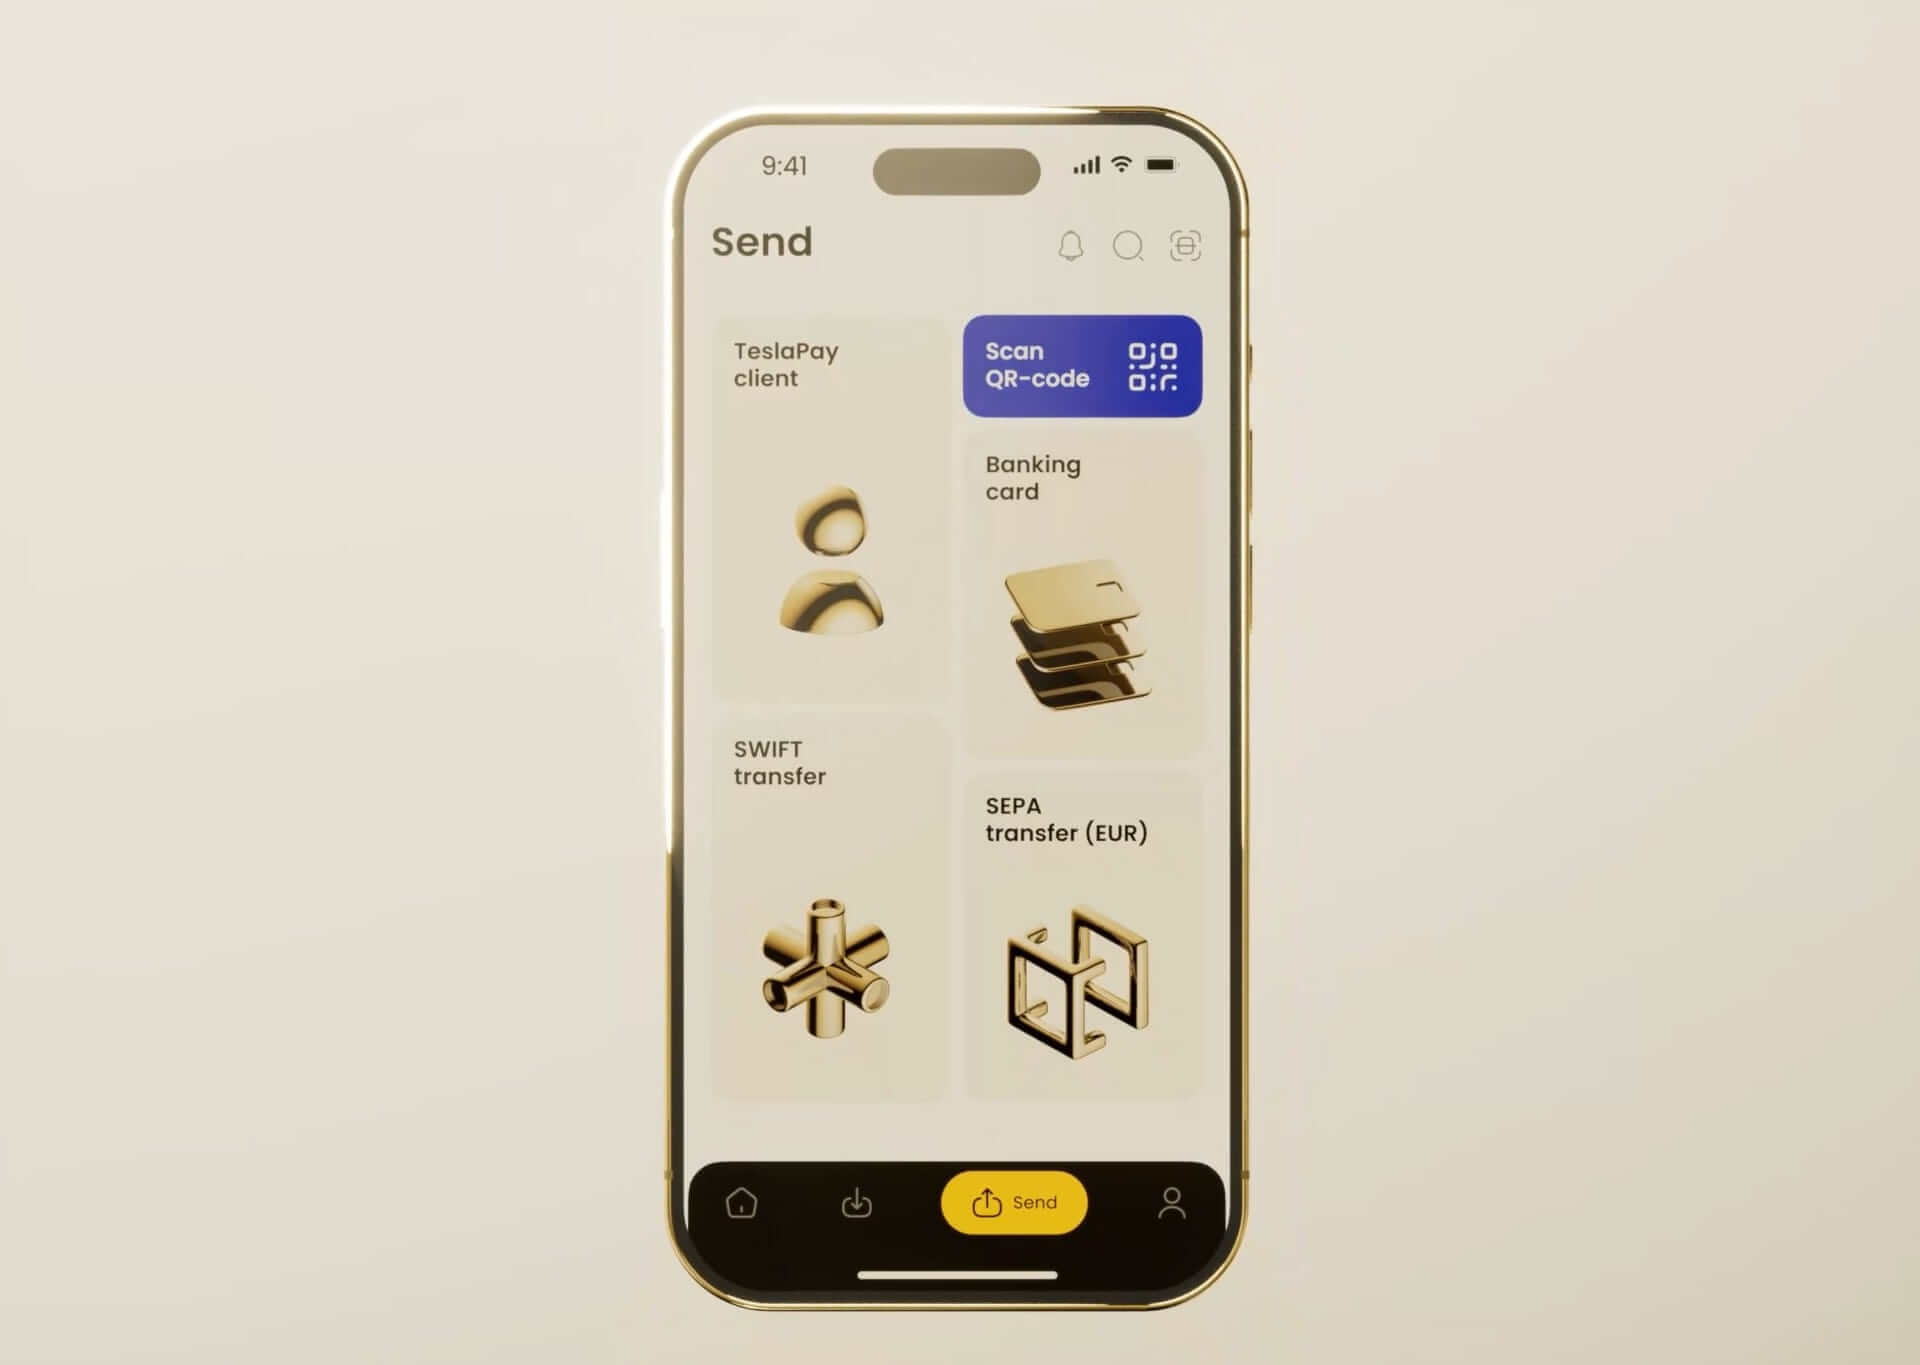 9:41
Send
TeslaPay
client
Scan
QR-code
Banking
card
SWIFT
transfer
SEPA
transfer (EUR)
Send